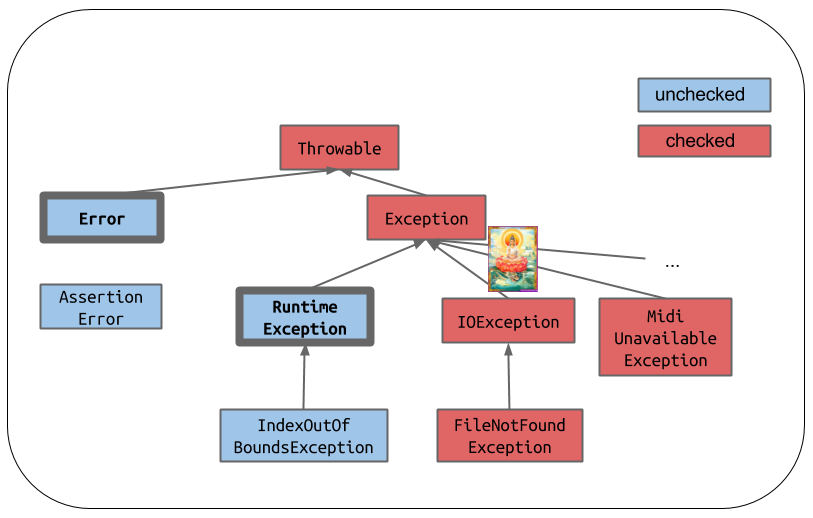 unchecked
checked
Throwable
Error
Exception
...
Assertion
Error
Runtime
Exception
IOException
Midi
Unavailable
Exception
IndexOutOf
BoundsException
FileNotFound
Exception